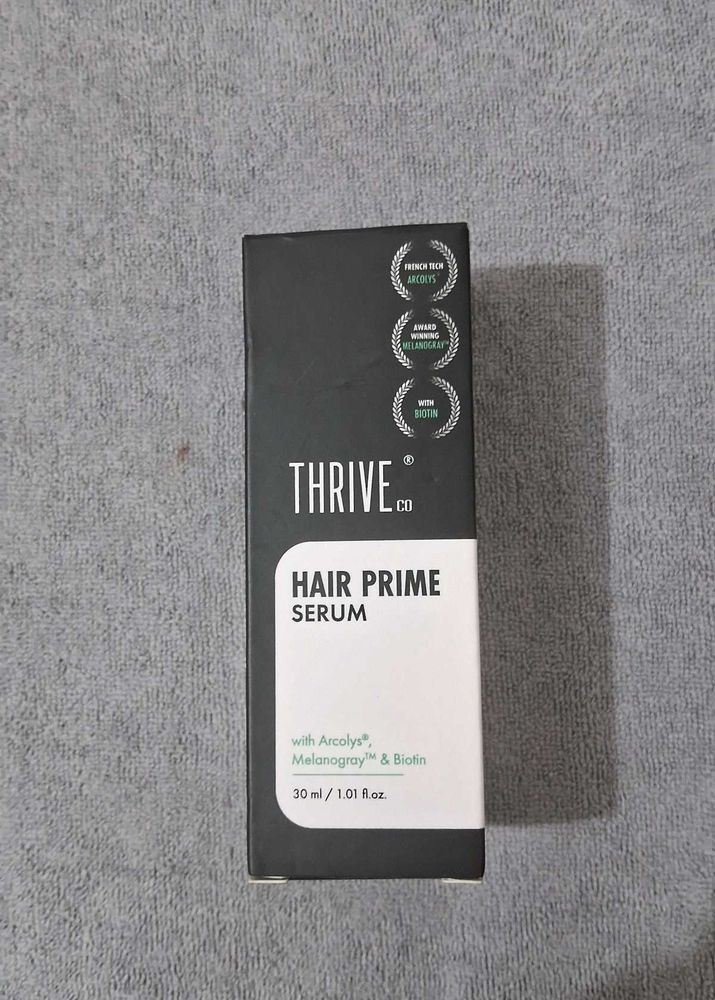 FRENCH TECH
ARCOLYS™
AWARD
WINNING
MELANOGRAY™
WITH
BIOTIN
THRIVE®
CO
HAIR PRIME
SERUM
with Arcolys®,
Melanogray™ & Biotin
30 ml / 1.01 fl.oz.